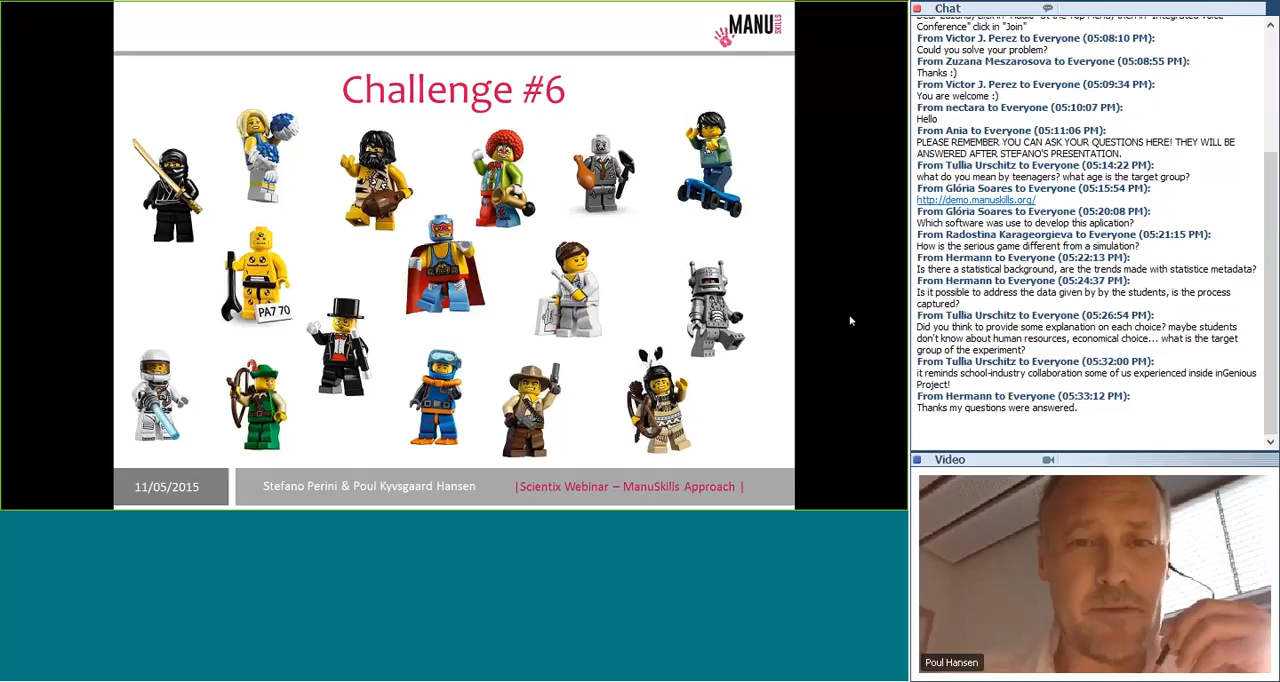 MANU
SKILLS
Challenge #6
PA7 70
11/05/2015
Stefano Perini & Poul Kyvsgaard Hansen
|Scientix Webinar – ManuSkills Approach |
Chat
Conference" click in "Join"
From Victor J. Perez to Everyone (05:08:10 PM):
Could you solve your problem?
From Zuzana Meszarosova to Everyone (05:08:55 PM):
Thanks :)
From Victor J. Perez to Everyone (05:09:34 PM):
You are welcome :)
From nectara to Everyone (05:10:07 PM):
Hello
From Ania to Everyone (05:11:06 PM):
PLEASE REMEMBER YOU CAN ASK YOUR QUESTIONS HERE! THEY WILL BE
ANSWERED AFTER STEFANO'S PRESENTATION.
From Tullia Urschitz to Everyone (05:14:22 PM):
what do you mean by teenagers? what age is the target group?
From Glória Soares to Everyone (05:15:54 PM):
http://demo.manuskills.org/
From Glória Soares to Everyone (05:20:08 PM):
Which software was use to develop this aplication?
From Radostina Karageorgieva to Everyone (05:21:15 PM):
How is the serious game different from a simulation?
From Hermann to Everyone (05:22:13 PM):
Is there a statistical background, are the trends made with statistice metadata?
From Hermann to Everyone (05:24:37 PM):
Is it possible to address the data given by by the students, is the process
captured?
From Tullia Urschitz to Everyone (05:26:54 PM):
Did you think to provide some explanation on each choice? maybe students
don't know about human resources, economical choice... what is the target
group of the experiment?
From Tullia Urschitz to Everyone (05:32:00 PM):
it reminds school-industry collaboration some of us experienced inside inGenious
Project!
From Hermann to Everyone (05:33:12 PM):
Thanks my questions were answered.
Video
Poul Hansen